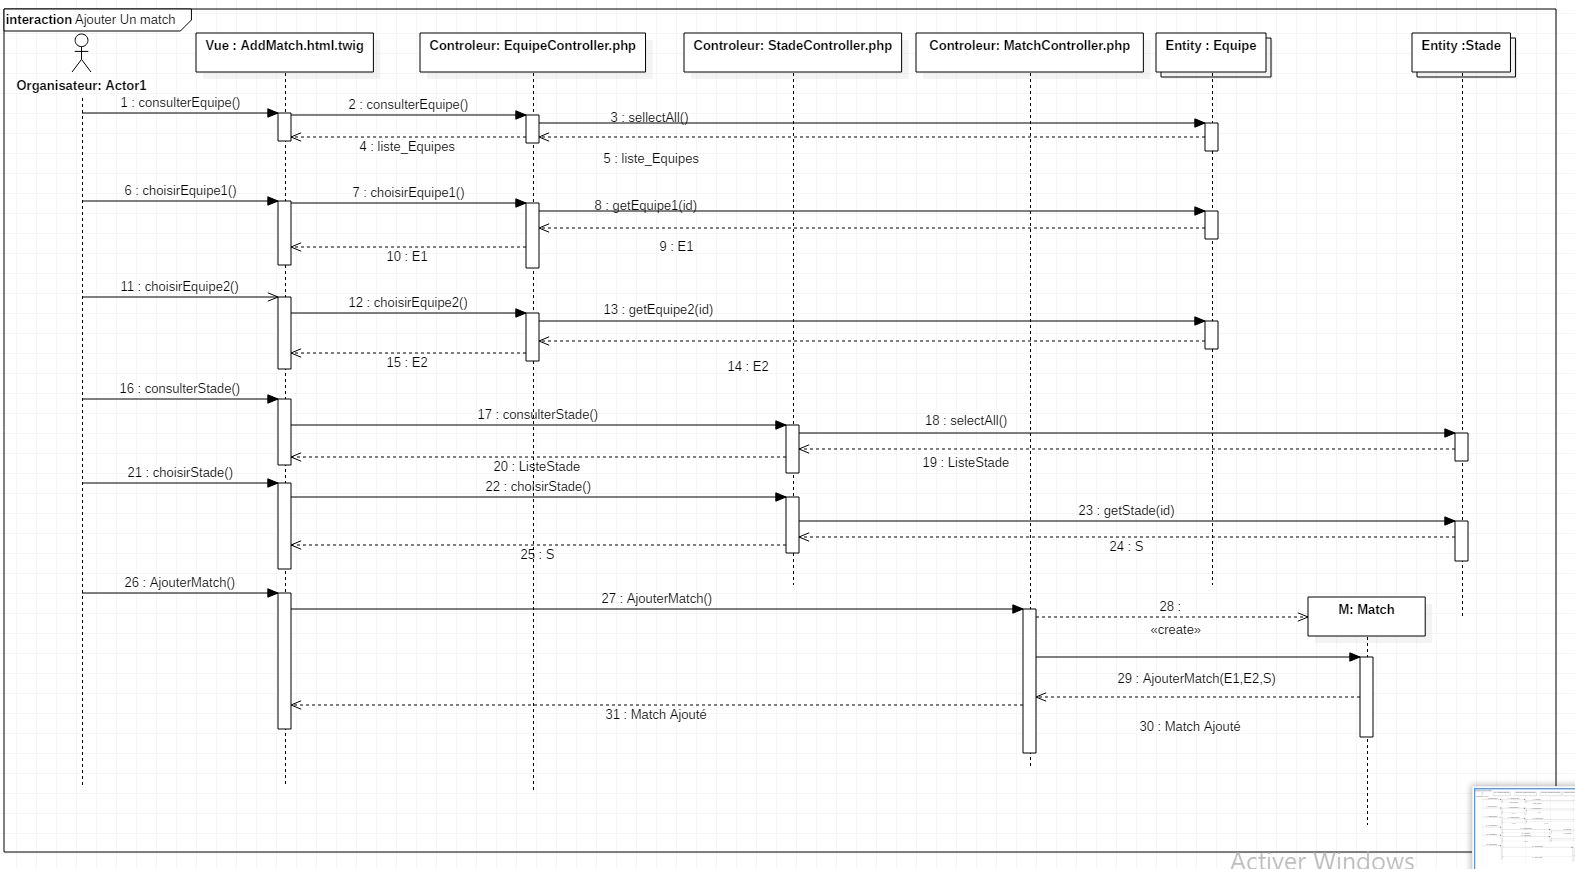 interaction Ajouter Un match
Organisateur: Actor1
Vue : AddMatch.html.twig
Controleur: EquipeController.php
Controleur: StadeController.php
Controleur: MatchController.php
Entity : Equipe
Entity :Stade
1 : consulterEquipe()
2 : consulterEquipe()
3 : sellectAll()
4 : liste_Equipes
5 : liste_Equipes
6 : choisirEquipe1()
7 : choisirEquipe1()
8 : getEquipe1(id)
9 : E1
10 : E1
11 : choisirEquipe2()
12 : choisirEquipe2()
13 : getEquipe2(id)
14 : E2
15 : E2
16 : consulterStade()
17 : consulterStade()
18 : selectAll()
19 : ListeStade
20 : ListeStade
21 : choisirStade()
22 : choisirStade()
23 : getStade(id)
24 : S
25 : S
26 : AjouterMatch()
27 : AjouterMatch()
28 :
«create»
M: Match
29 : AjouterMatch(E1,E2,S)
30 : Match Ajouté
31 : Match Ajouté
Activer Windows